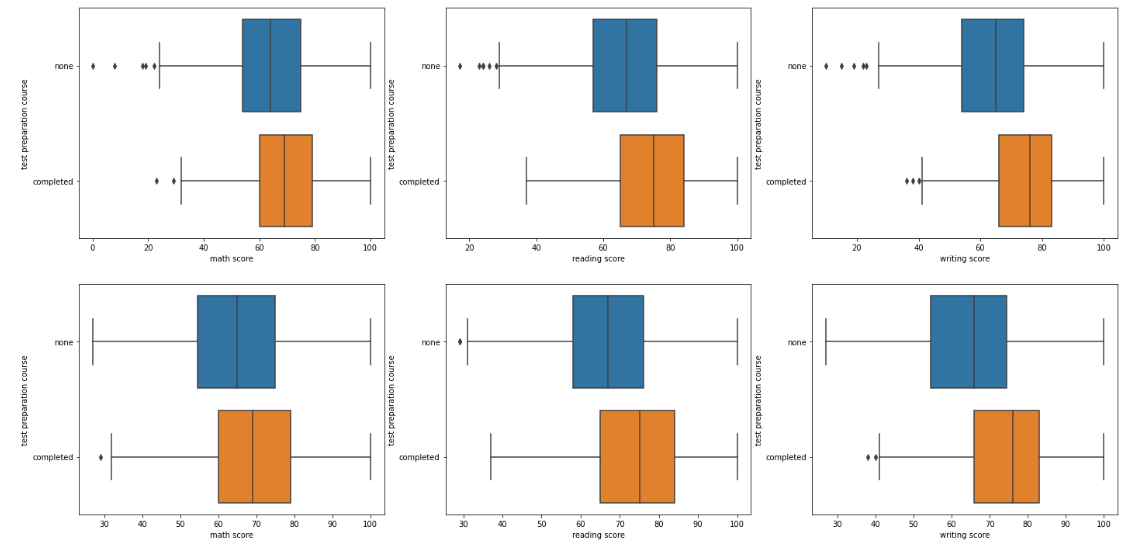 test preparation course
none
completed
0 20 40 60 80 100
math score
test preparation course
none
completed
20 40 60 80 100
reading score
test preparation course
none
completed
20 40 60 80 100
writing score
test preparation course
none
completed
30 40 50 60 70 80 90 100
math score
test preparation course
none
completed
30 40 50 60 70 80 90 100
reading score
test preparation course
none
completed
30 40 50 60 70 80 90 100
writing score